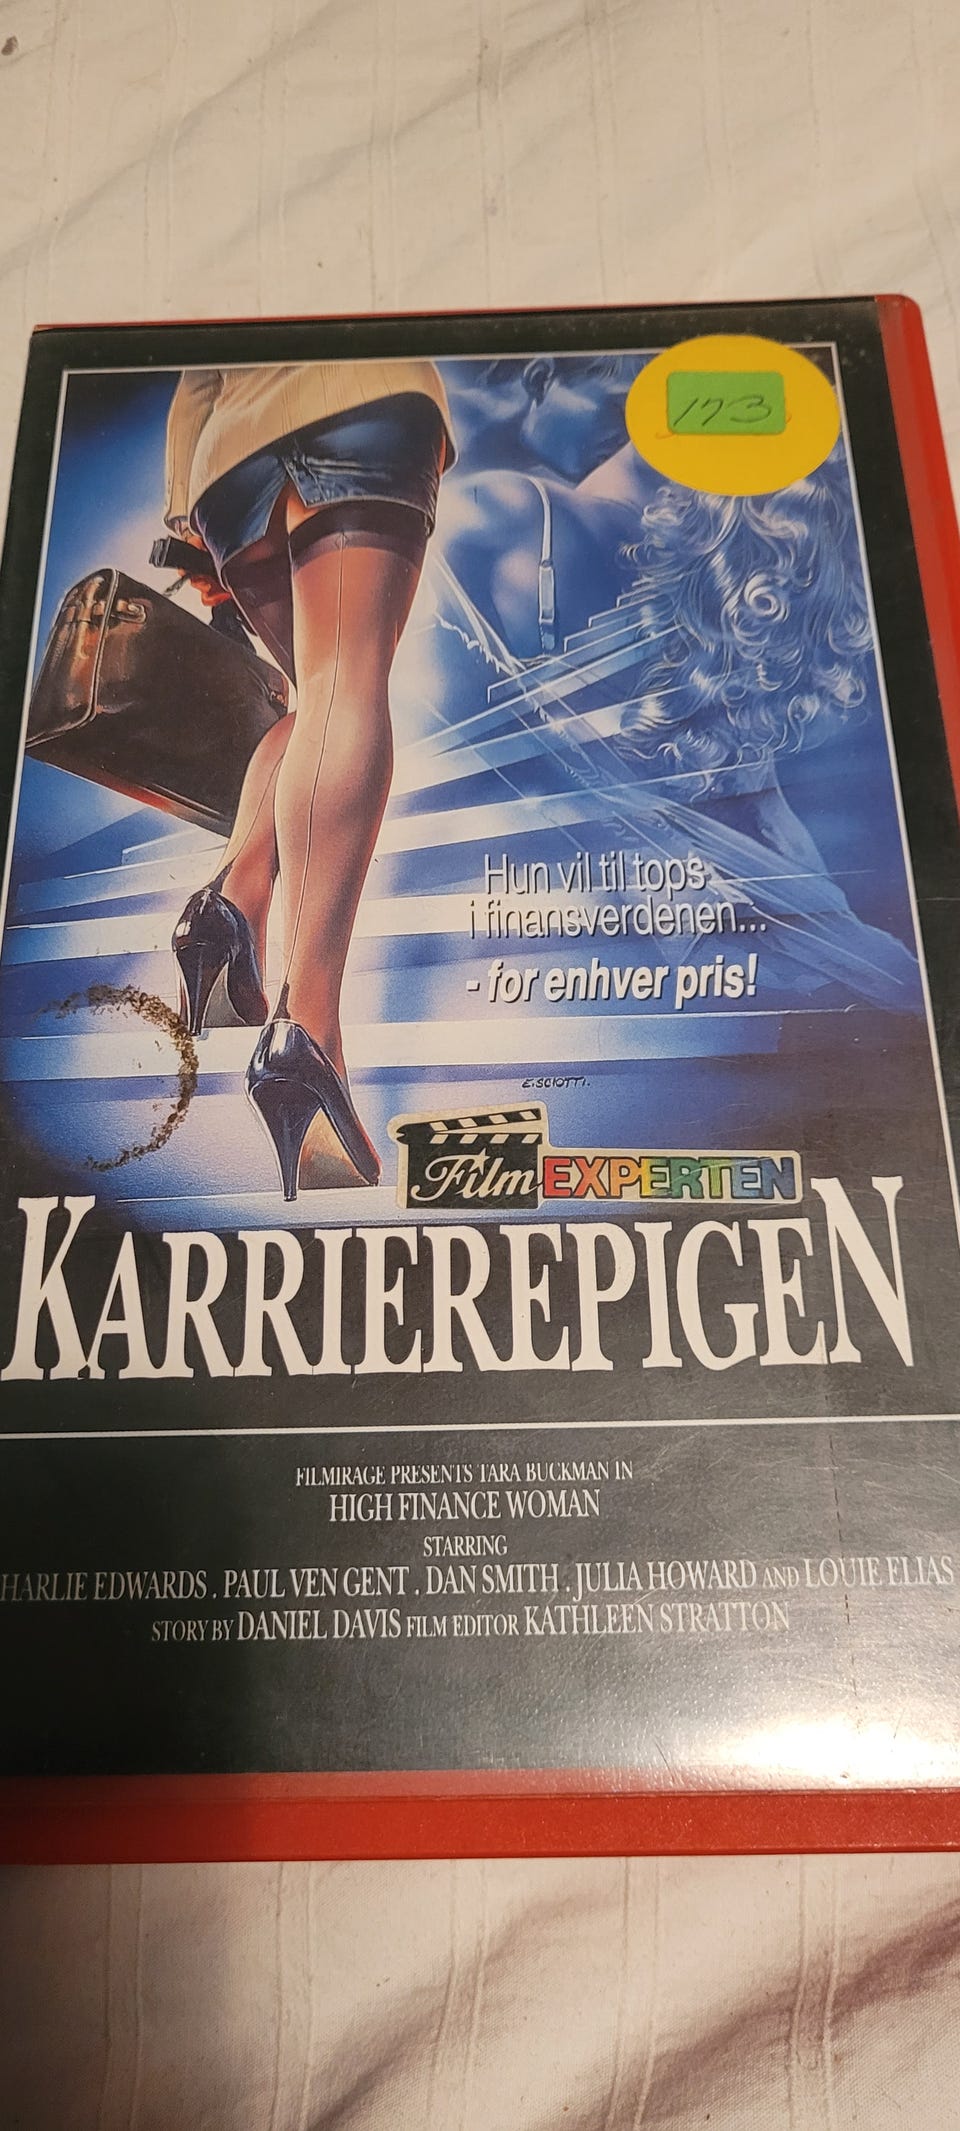 173
Hun vil til tops
i finansverdenen...
- for enhver pris!
E. SCIOTTI.
Film EXPERTEN
KARRIEREPIGEN
FILMIRAGE PRESENTS TARA BUCKMAN IN
HIGH FINANCE WOMAN
STARRING
HARLIE EDWARDS . PAUL VEN GENT . DAN SMITH . JULIA HOWARD AND LOUIE ELIAS
STORY BY DANIEL DAVIS FILM EDITOR KATHLEEN STRATTON